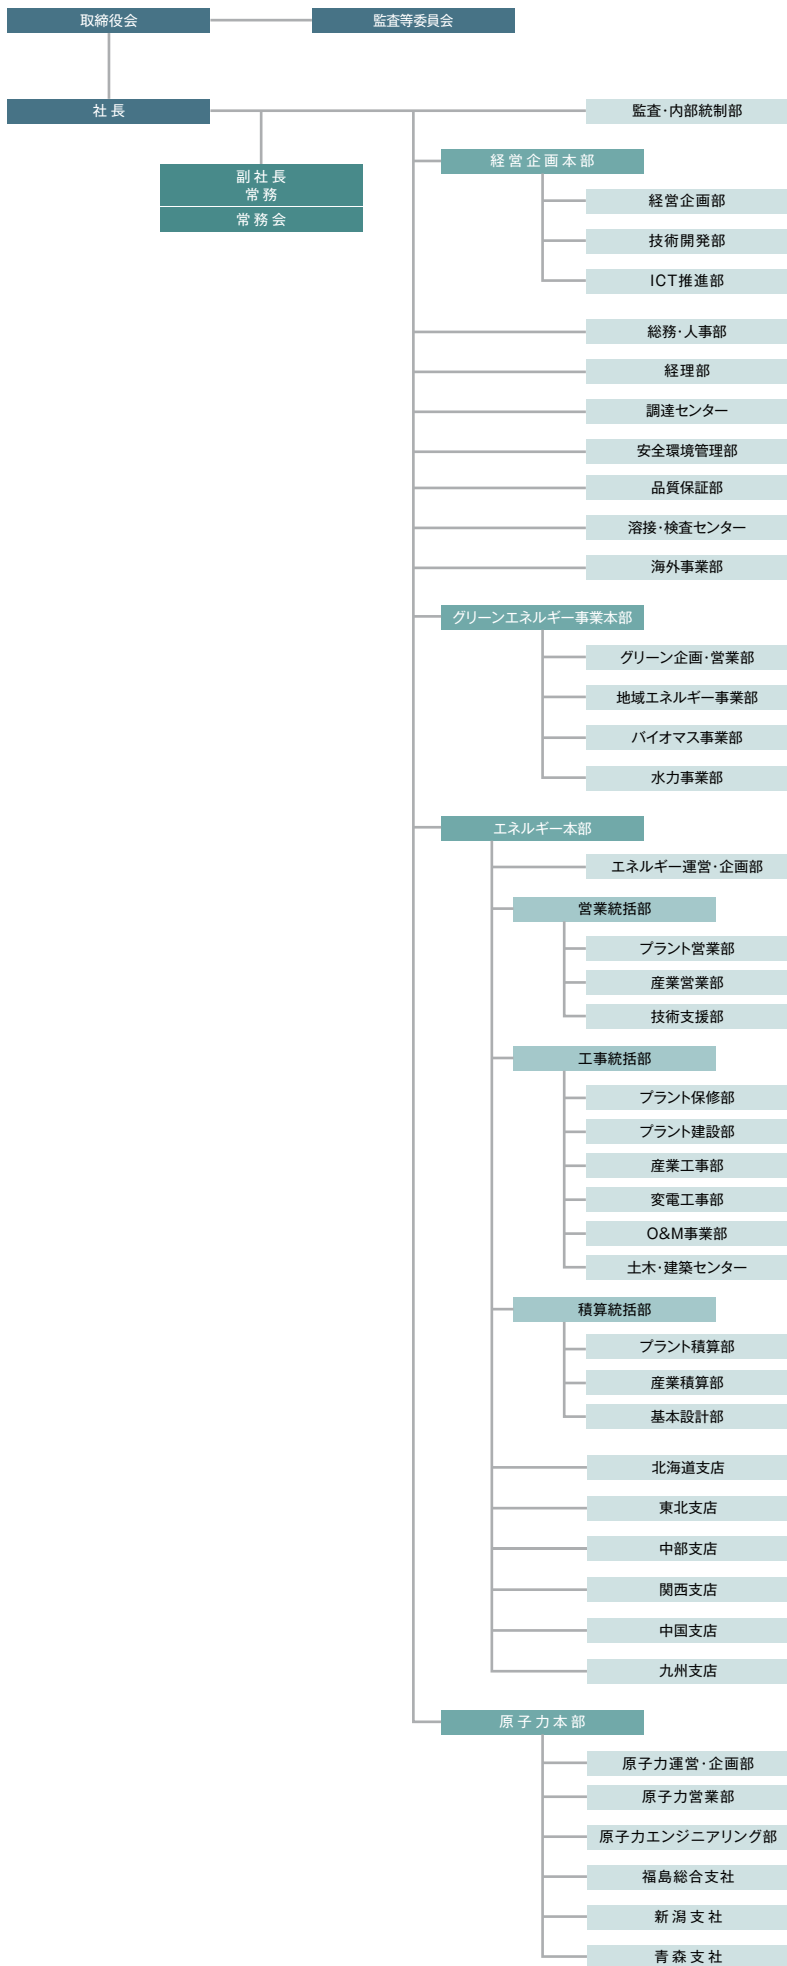 取締役会
監査等委員会
社長
監査・内部統制部
経営企画本部
副社長
常務
常務会
経営企画部
技術開発部
ICT推進部
総務・人事部
経理部
調達センター
安全環境管理部
品質保証部
溶接・検査センター
海外事業部
グリーンエネルギー事業本部
グリーン企画・営業部
地域エネルギー事業部
バイオマス事業部
水力事業部
エネルギー本部
エネルギー運営・企画部
営業統括部
プラント営業部
産業営業部
技術支援部
工事統括部
プラント保修部
プラント建設部
産業工事部
変電工事部
O&M事業部
土木・建築センター
積算統括部
プラント積算部
産業積算部
基本設計部
北海道支店
東北支店
中部支店
関西支店
中国支店
九州支店
原子力本部
原子力運営・企画部
原子力営業部
原子力エンジニアリング部
福島総合支社
新潟支社
青森支社